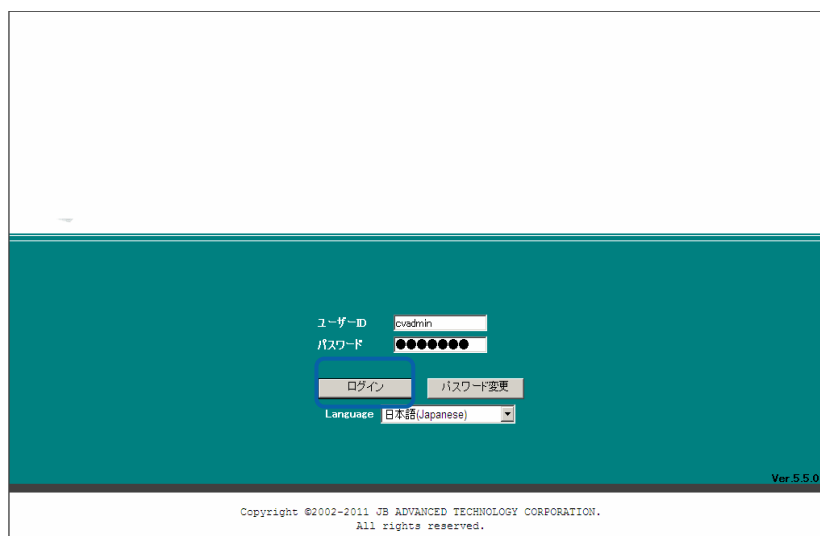 ユーザーID cvadmin
パスワード ●●●●●●●
ログイン パスワード変更
Language 日本語(Japanese)
Ver.5.5.0
Copyright ©2002-2011 JB ADVANCED TECHNOLOGY CORPORATION.
All rights reserved.